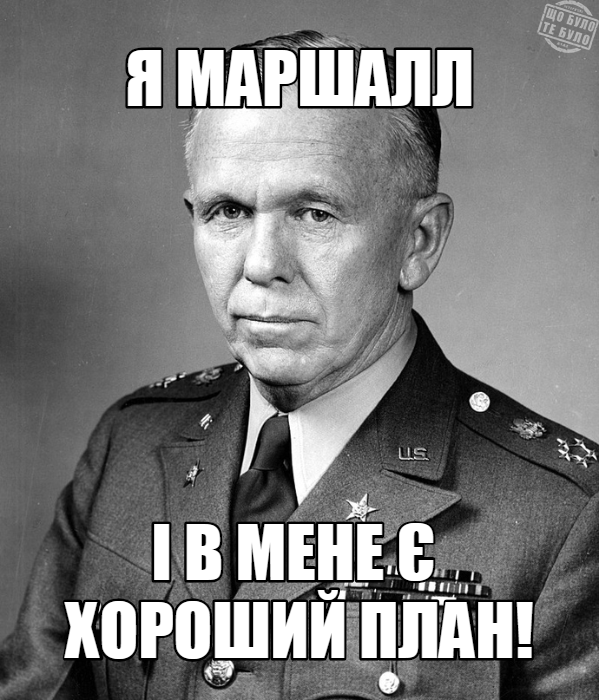 ЩО БУЛО
ТЕ БУЛО
Я МАРШАЛЛ
U.S.
І В МЕНЕ Є
ХОРОШИЙ ПЛАН!